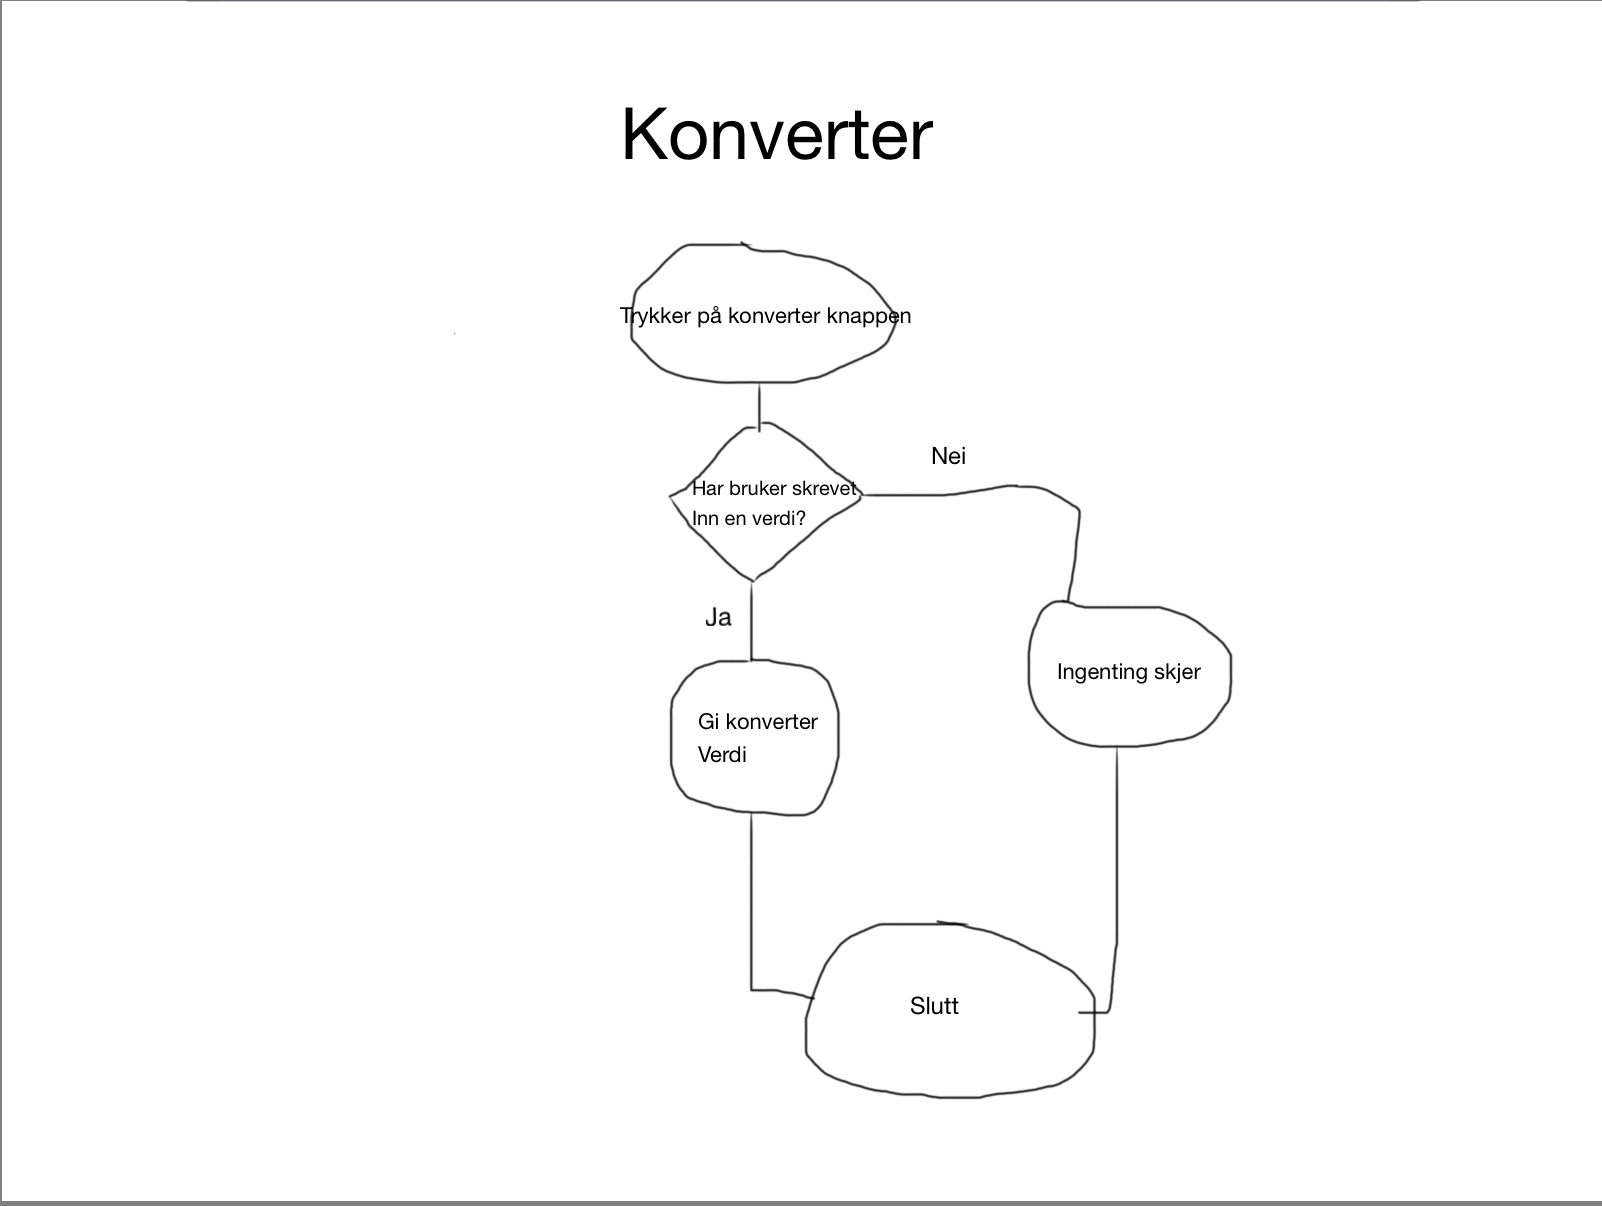 Konverter
Trykker på konverter knappen
Nei
Har bruker skrevet
Inn en verdi?
Ja
Ingenting skjer
Gi konverter
Verdi
Slutt